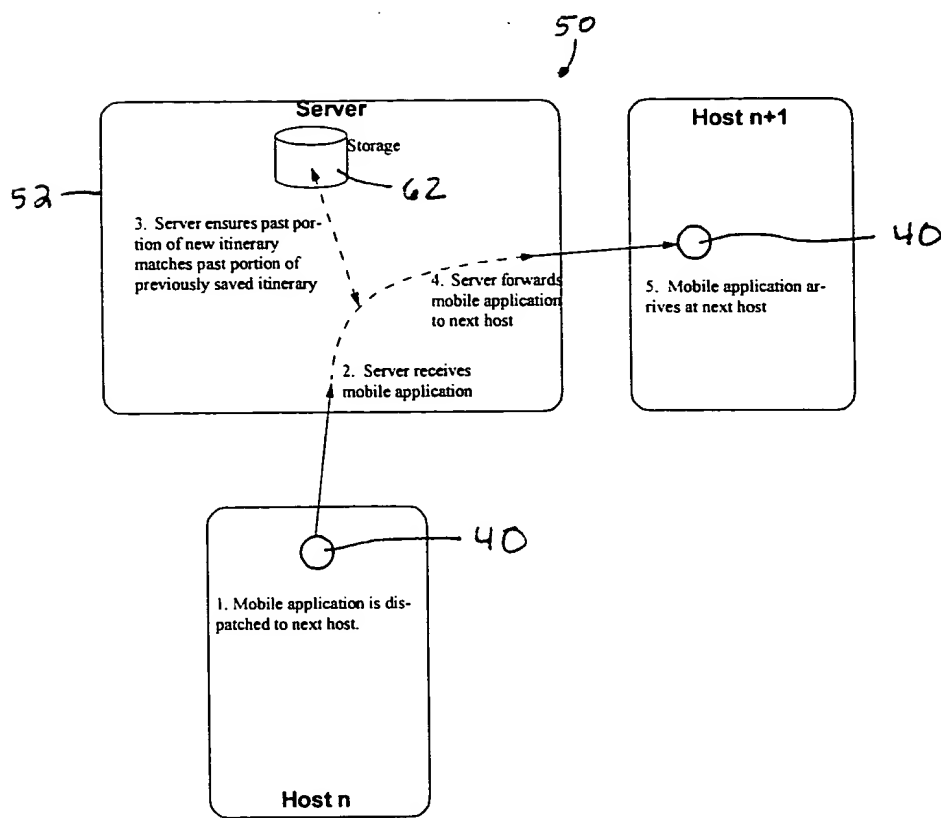 50
Server
Host n+1
Storage
62
52
40
3. Server ensures past por-
tion of new itinerary
matches past portion of
previously saved itinerary
4. Server forwards
mobile application
to next host
5. Mobile application ar-
rives at next host
2. Server receives
mobile application
40
1. Mobile application is dis-
patched to next host.
Host n